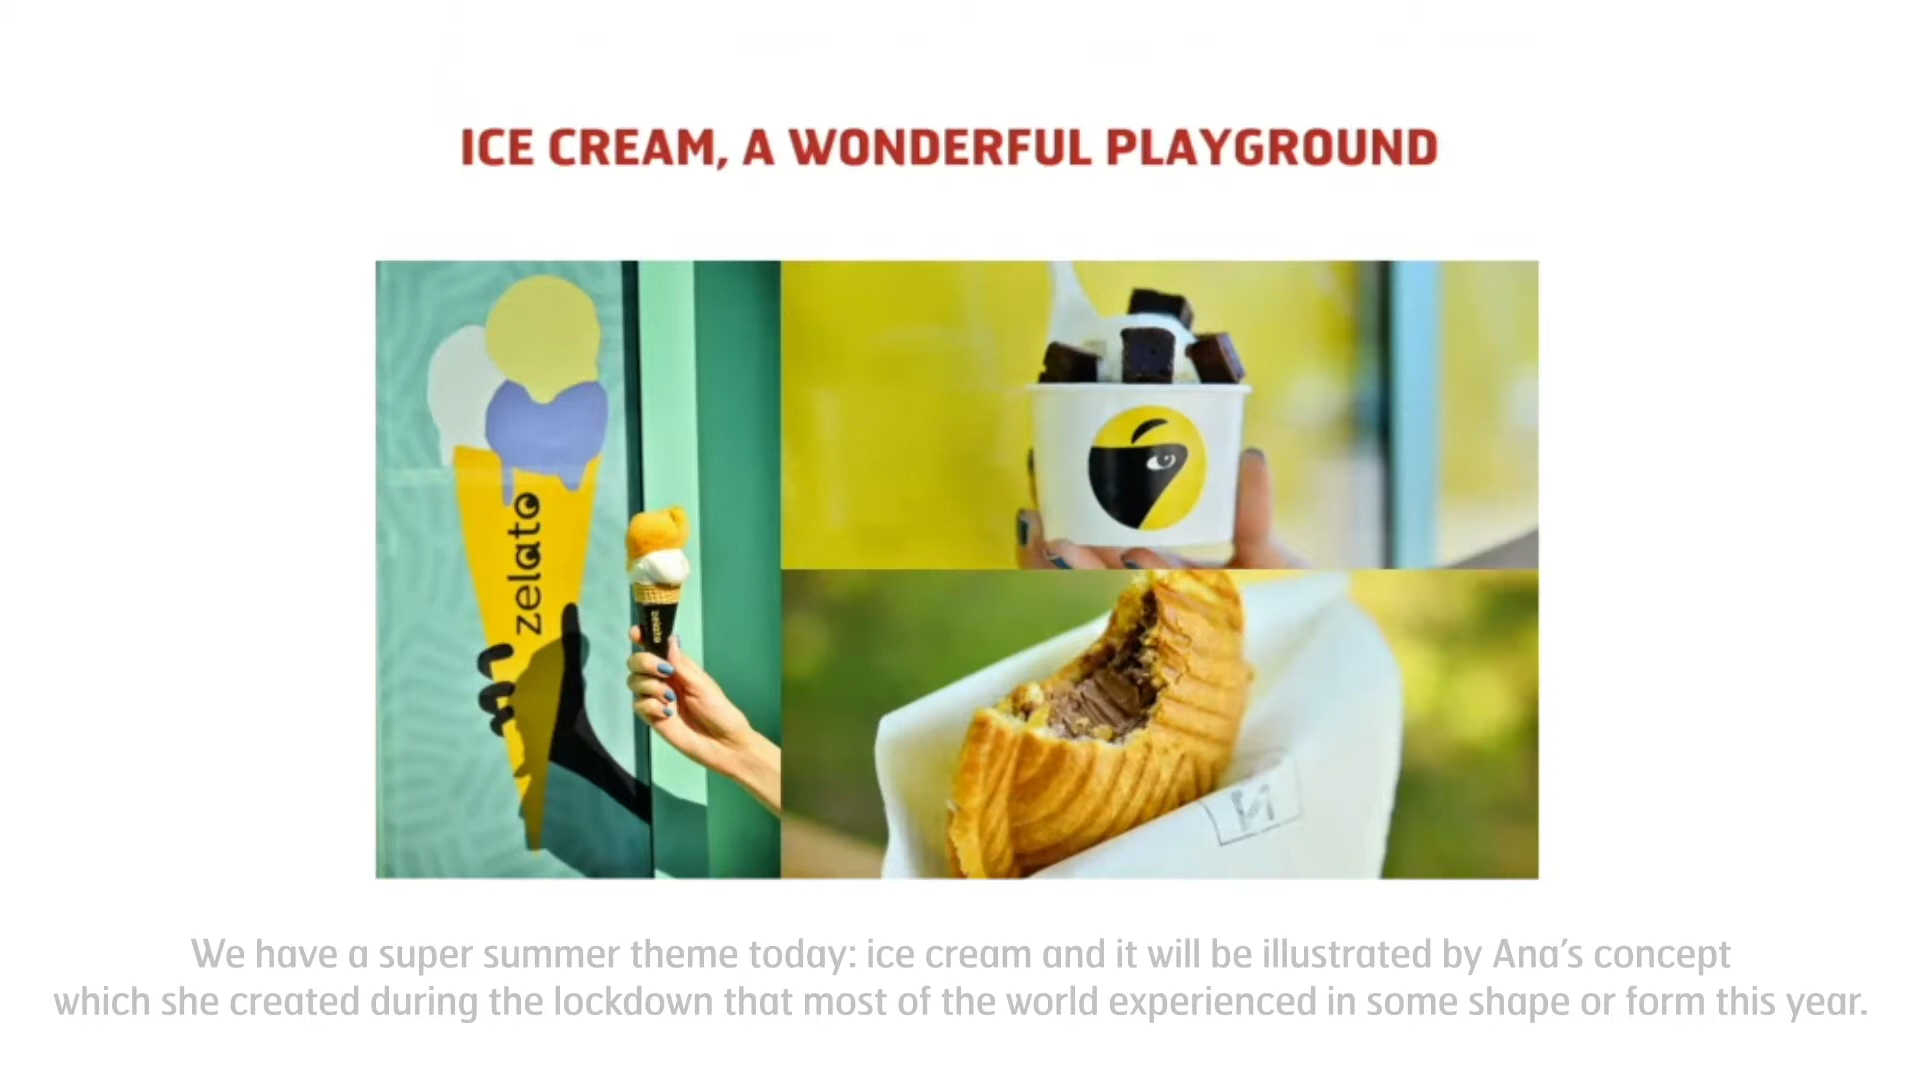 ICE CREAM, A WONDERFUL PLAYGROUND
zelato
zelato
We have a super summer theme today: ice cream and it will be illustrated by Ana's concept
which she created during the lockdown that most of the world experienced in some shape or form this year.